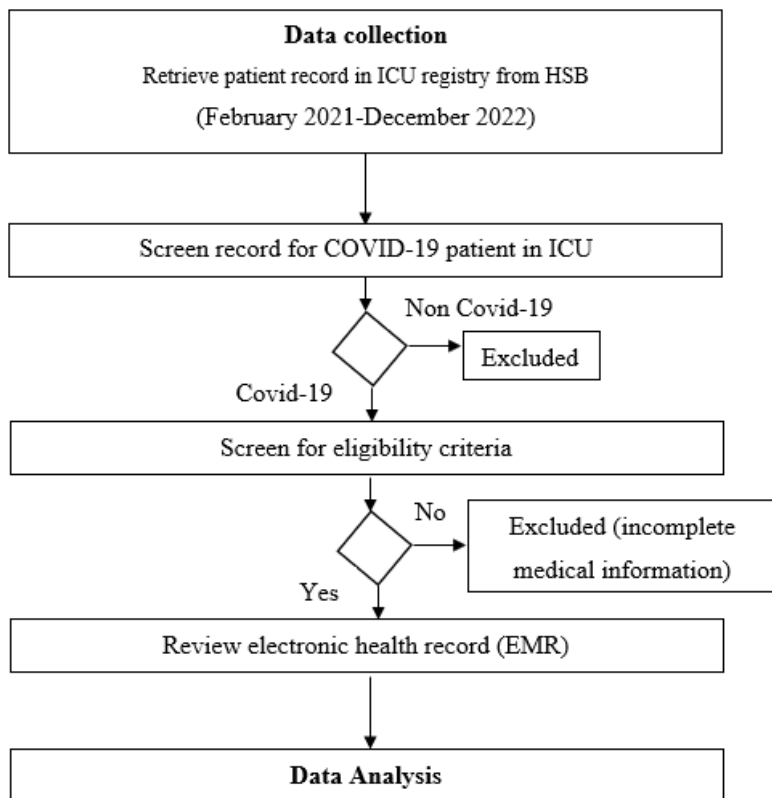 Data collection
Retrieve patient record in ICU registry from HSB
(February 2021-December 2022)
Screen record for COVID-19 patient in ICU
Non Covid-19
Excluded
Covid-19
Screen for eligibility criteria
No
Excluded (incomplete
medical information)
Yes
Review electronic health record (EMR)
Data Analysis